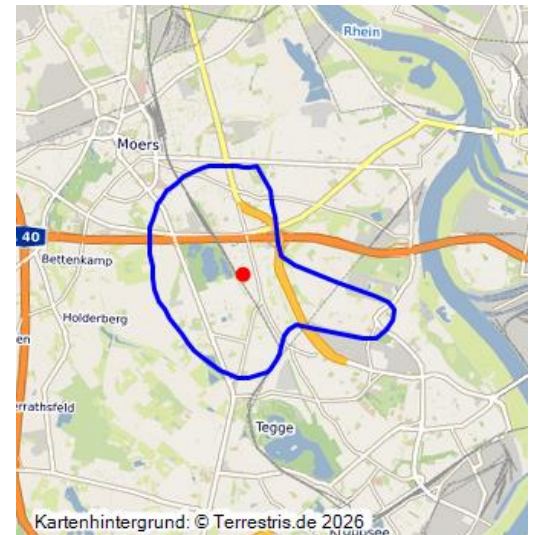 Rhein
Moers
40
Bettenkamp
Holderberg
en
errathsfeld
Tegge
Kartenhintergrund: © Terrestris.de 2026